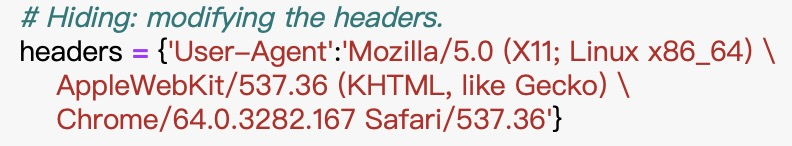 # Hiding: modifying the headers.
headers = {'User-Agent':'Mozilla/5.0 (X11; Linux x86_64) \
AppleWebKit/537.36 (KHTML, like Gecko) \
Chrome/64.0.3282.167 Safari/537.36'}